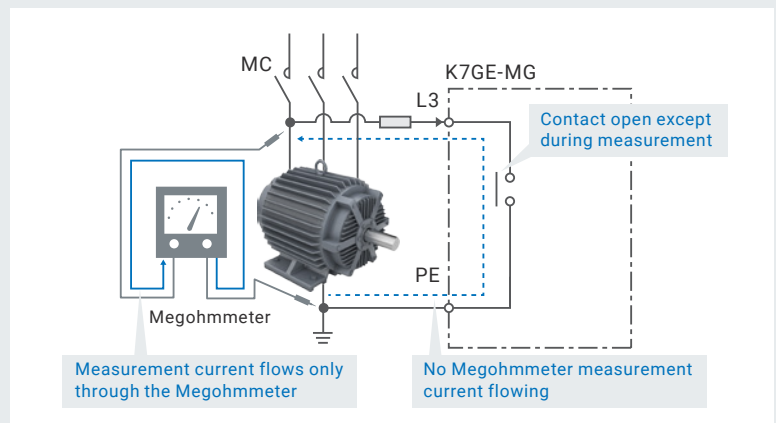 MC
K7GE-MG
L3
Contact open except
during measurement
PE
Megohmmeter
Measurement current flows only
through the Megohmmeter
No Megohmmeter measurement
current flowing